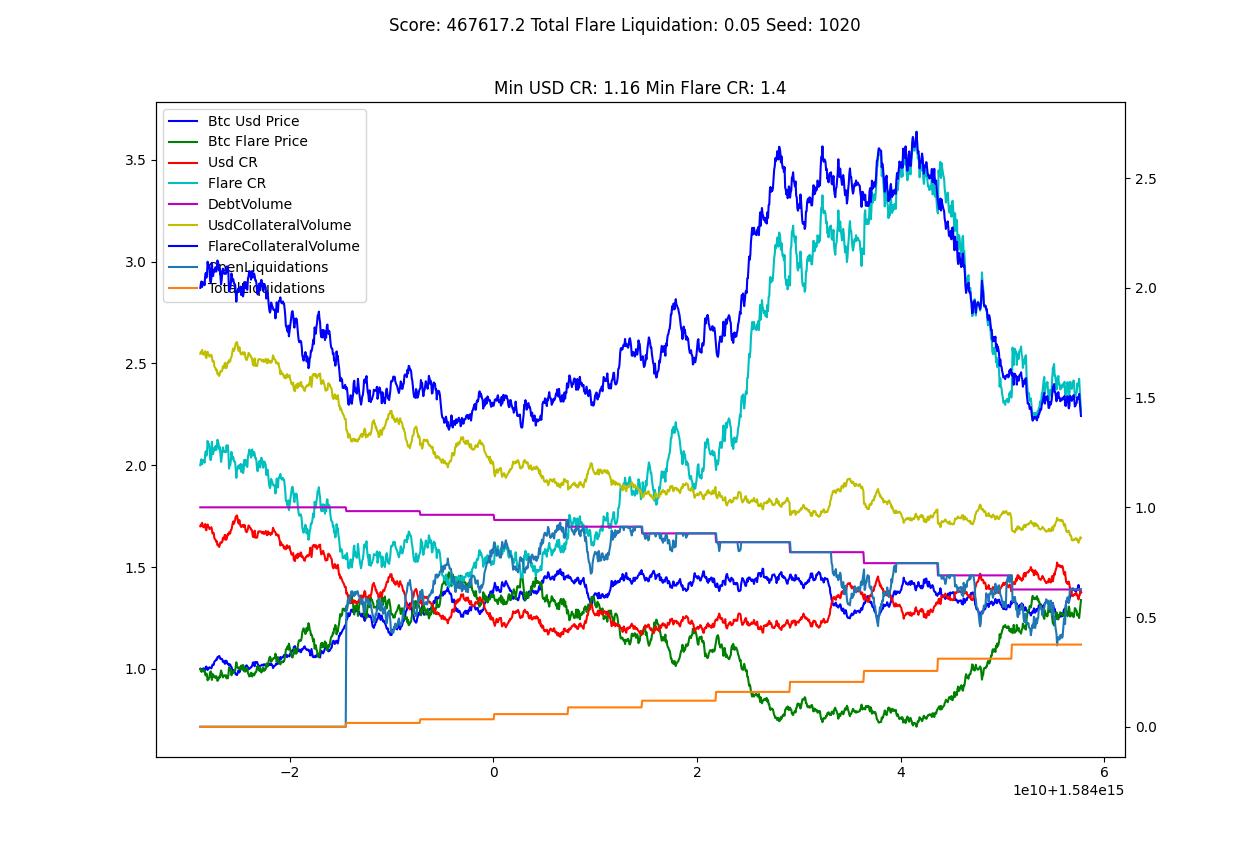 Score: 467617.2 Total Flare Liquidation: 0.05 Seed: 1020
Min USD CR: 1.16 Min Flare CR: 1.4
Btc Usd Price
Btc Flare Price
Usd CR
Flare CR
DebtVolume
UsdCollateralVolume
FlareCollateralVolume
OpenLiquidations
TotalLiquidations
3.5
3.0
2.5
2.0
1.5
1.0
2.5
2.0
1.5
1.0
0.5
0.0
−2
0
2
4
6
1e10+1.584e15